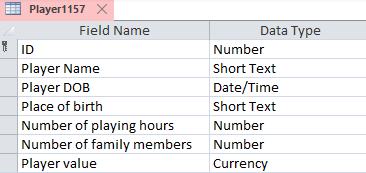 Player1157
Field Name Data Type
ID Number
Player Name Short Text
Player DOB Date/Time
Place of birth Short Text
Number of playing hours Number
Number of family members Number
Player value Currency